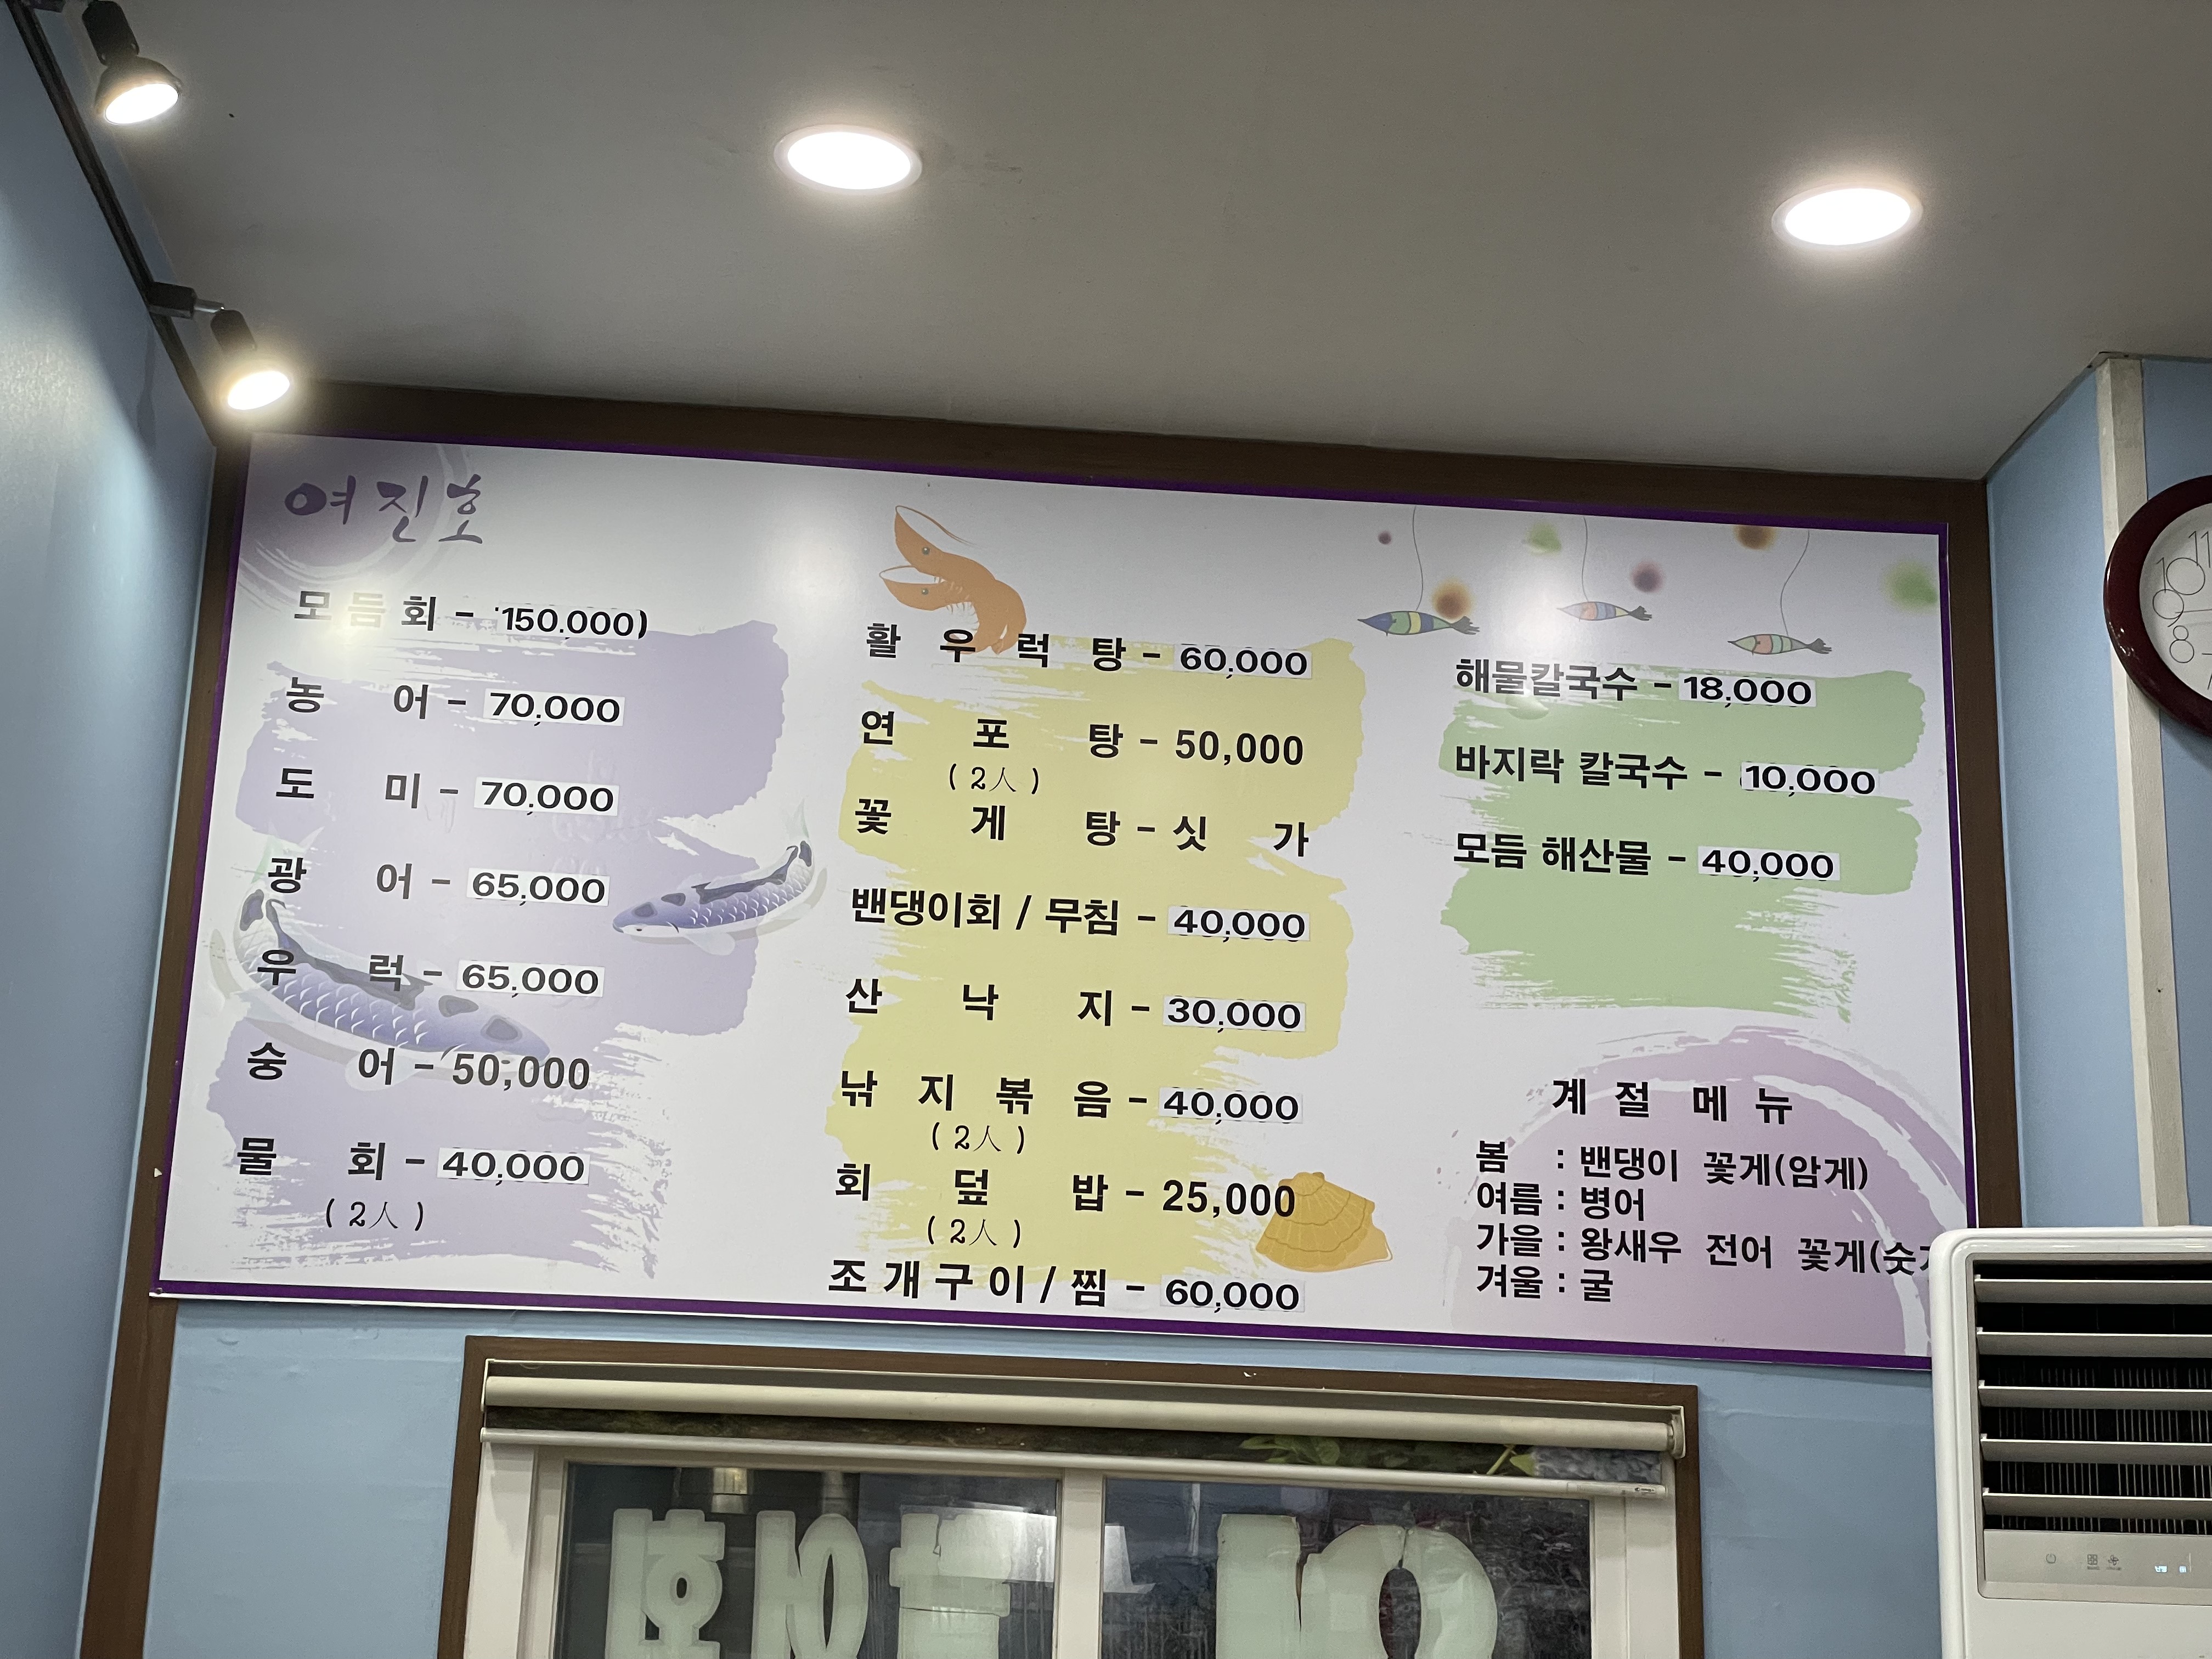 여진호
모듬회 - 150,000)
농어 - 70,000
도미 - 70,000
광어 - 65,000
우럭 - 65,000
숭어 - 50,000
물회 - 40,000
(2人)
활우럭탕 - 60,000
연포탕 - 50,000
(2人)
꽃게탕 - 싯가
밴댕이회 / 무침 - 40,000
산낙지 - 30,000
낚지볶음 - 40,000
(2人)
회덮밥 - 25,000
(2人)
조개구이 / 찜 - 60,000
해물칼국수 - 18,000
바지락 칼국수 - 10,000
모듬 해산물 - 40,000
계절메뉴
봄 : 밴댕이 꽃게(암게)
여름 : 병어
가을 : 왕새우 전어 꽃게(숫
겨울 : 굴
11
10
9
8